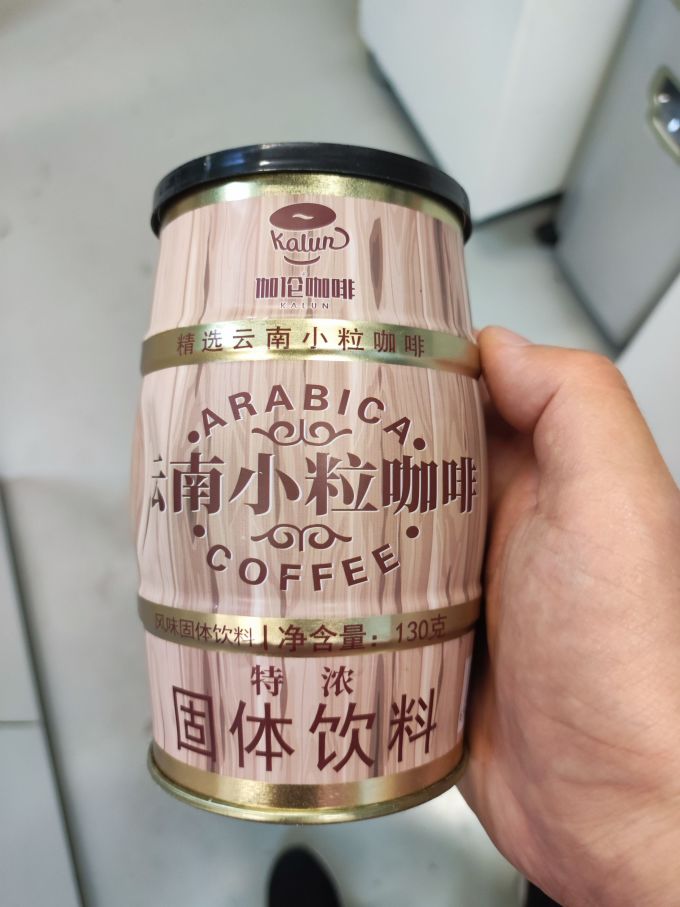 Kalun
伽伦咖啡
KALUN
精选云南小粒咖啡
ARABICA
云南小粒咖啡
COFFEE
风味固体饮料 | 净含量：130克
特浓
固体饮料